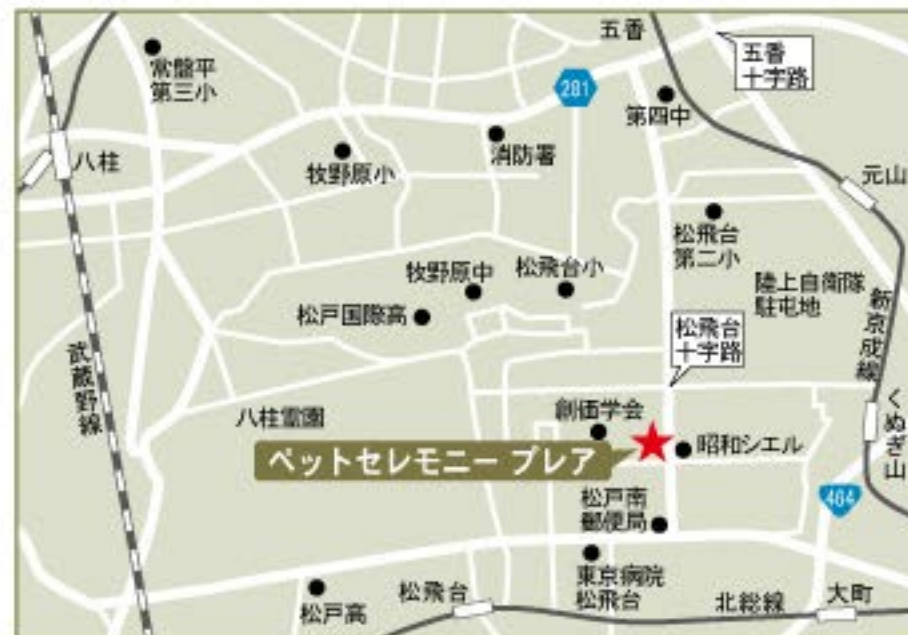 五香
五香
十字路
常盤平
第三小
281
第四中
八柱
牧野原小
消防署
元山
松飛台
第二小
牧野原中
松飛台小
松戸国際高
陸上自衛隊
駐屯地
新京成線
松飛台
十字路
武蔵野線
八柱霊園
創価学会
昭和シエル
くぬぎ山
ペットセレモニー プレア
464
松戸南
郵便局
東京病院
松飛台
松戸高
松飛台
北総線
大町